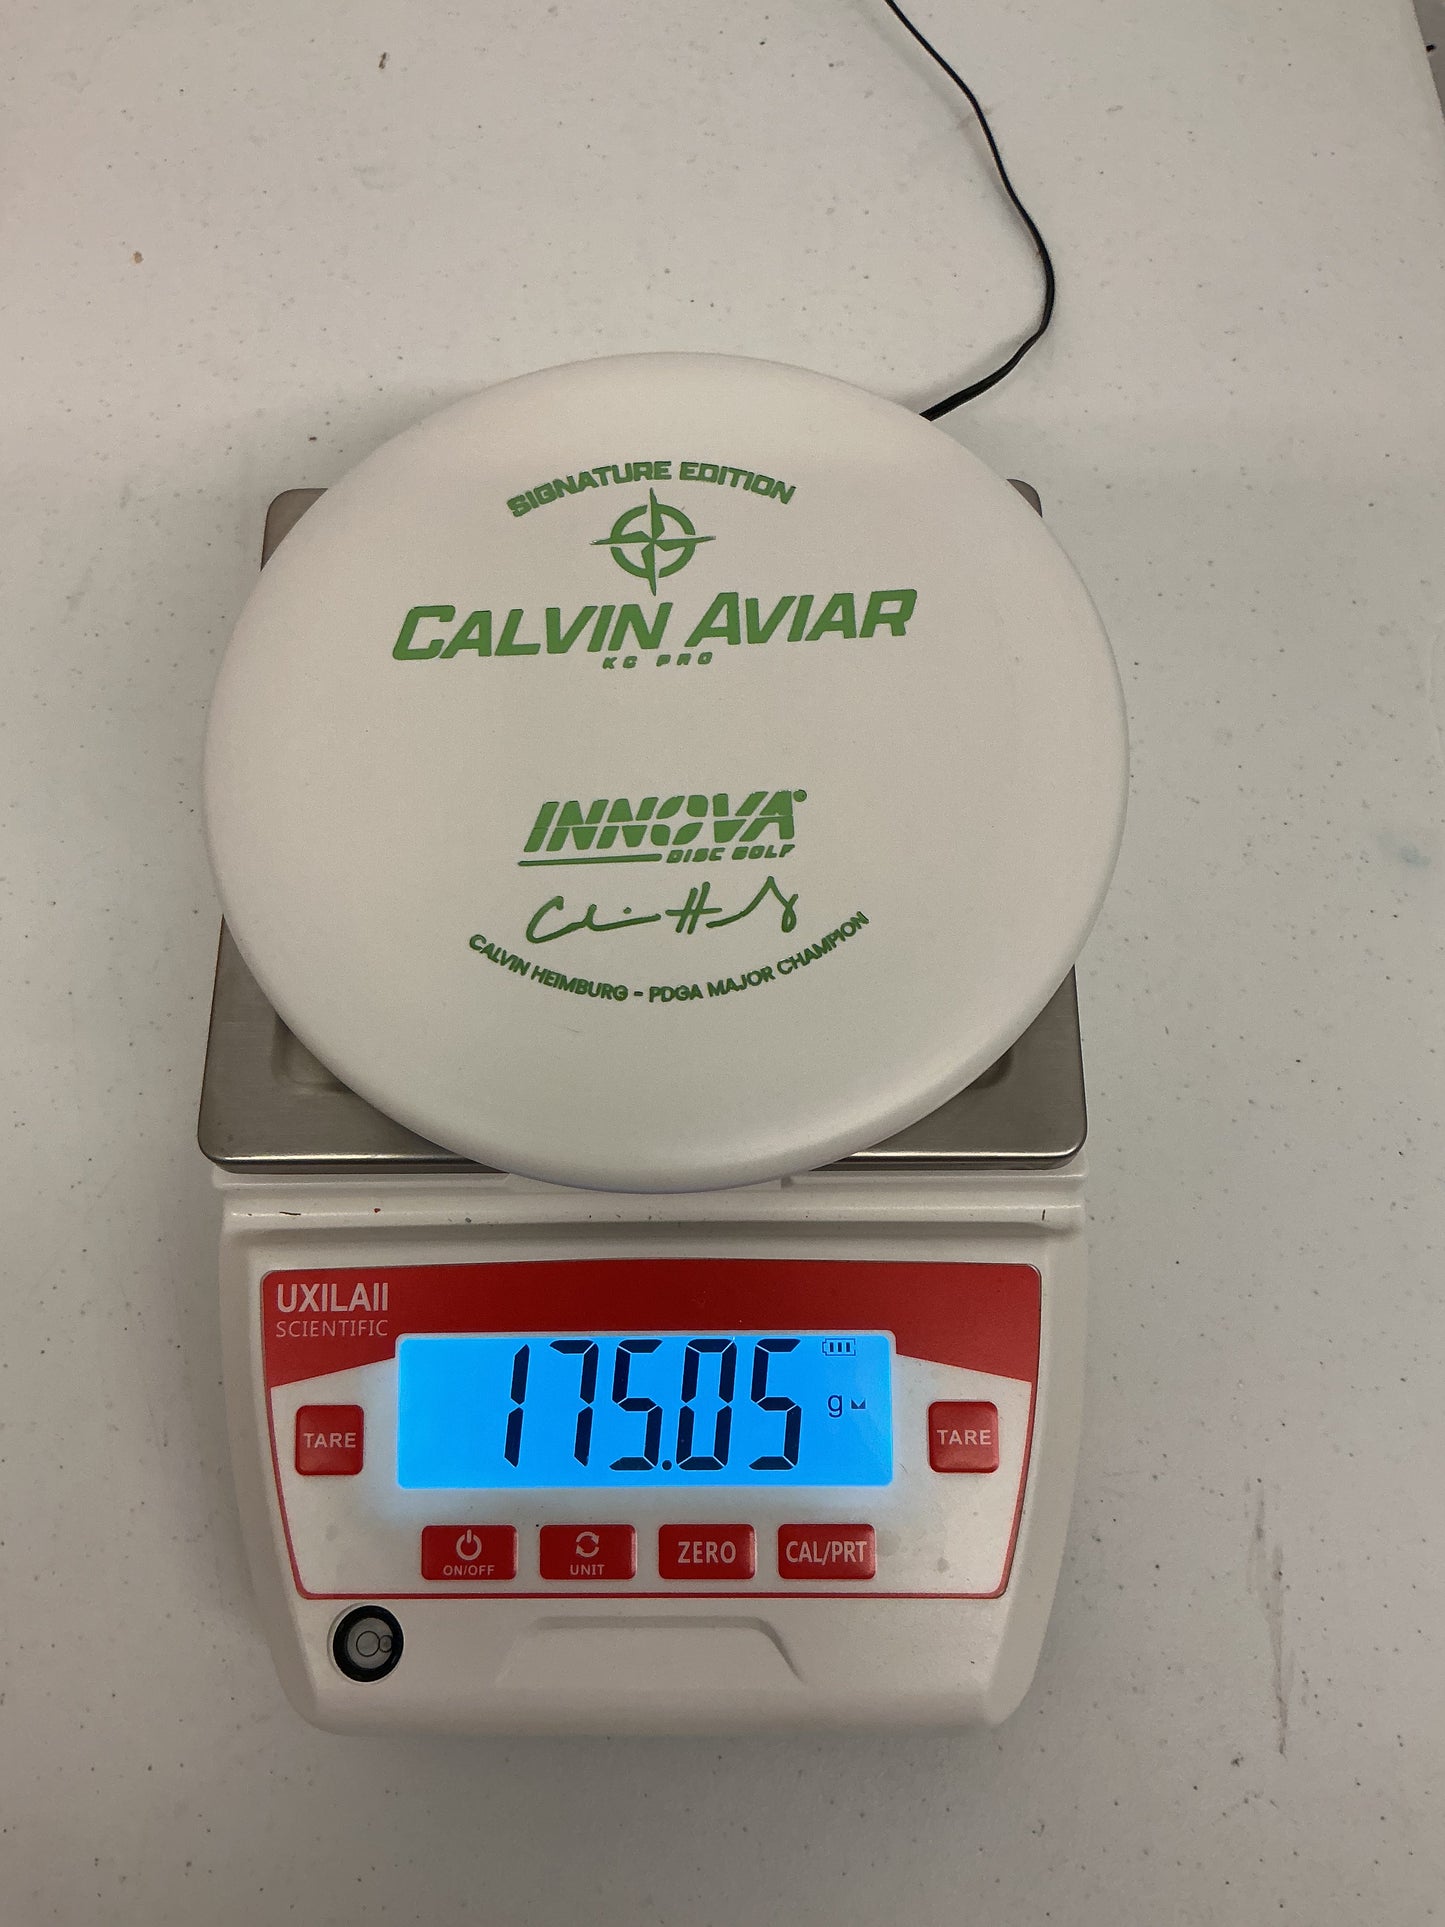 SIGNATURE EDITION
CALVIN AVIAR
KC PRO
INNOVA®
DISC GOLF
CALVIN HEIMBURG - PDGA MAJOR CHAMPION
UXILAII
SCIENTIFIC
175.05 g
TARE
TARE
ON/OFF
UNIT
ZERO
CAL/PRT